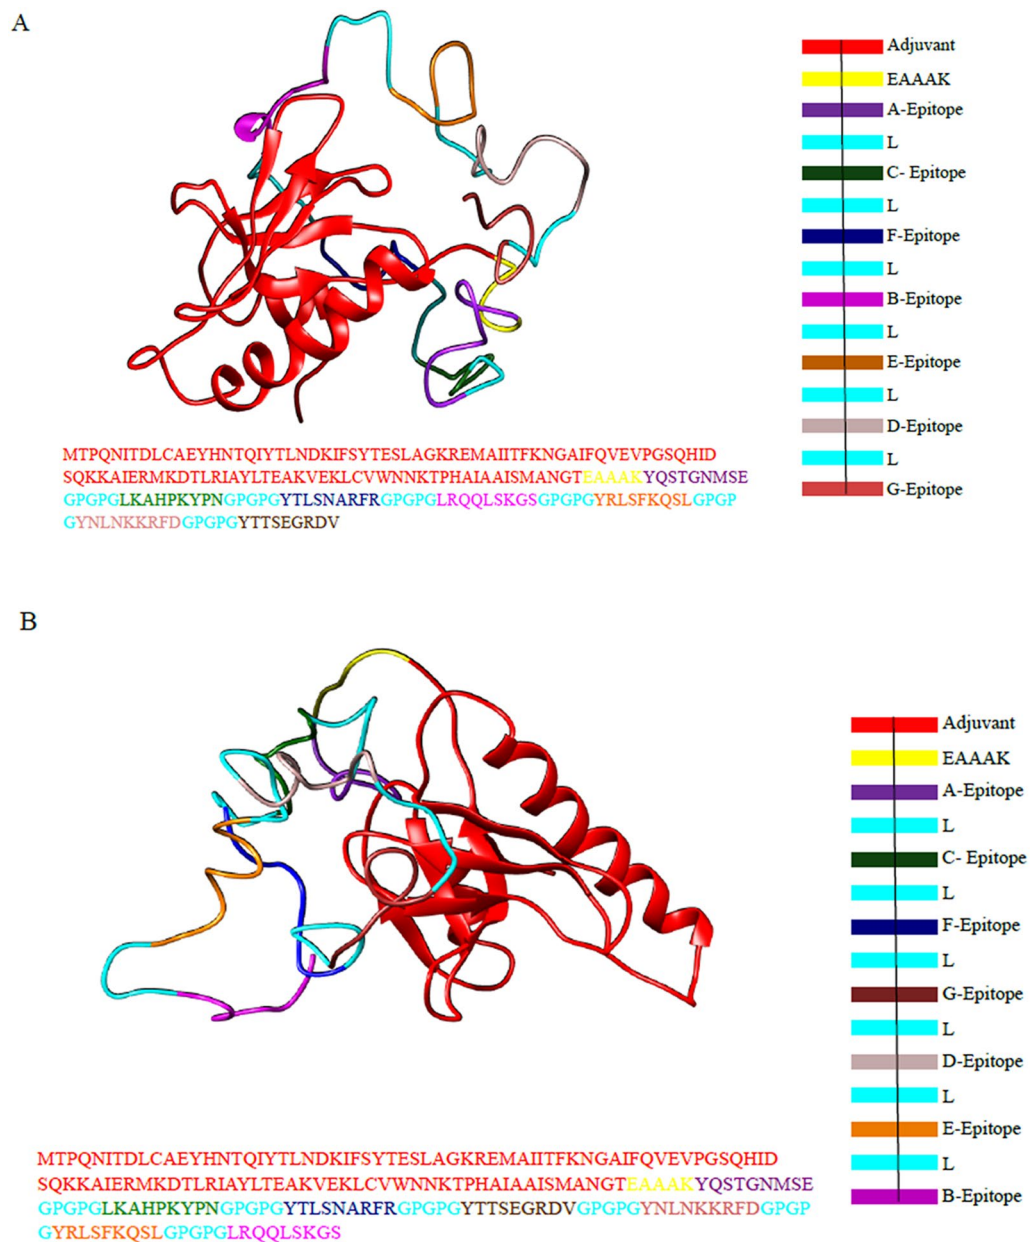 A
Adjuvant
EAAAK
A-Epitope
L
C- Epitope
L
F-Epitope
L
B-Epitope
L
E-Epitope
L
D-Epitope
L
G-Epitope
MTPQNITDLCAEYHNTQIYTLNDKIFSYTESLAGKREMAIITFKNGAIFQVEVPGSQHID
SQKKAIERMKDTLRIAYLTEAKVEKLCVWNNKTPHAIAAISMANGTEAAAKYQSTGNMSE
GPGPGLKAHPKYPNGPGPGYTLSNARFRGPGPGLRQQLSKGSGPGPGYRLSFKQSLGPGP
GYNLNKKRFDGPGPGYTTSEGRDV
B
Adjuvant
EAAAK
A-Epitope
L
C- Epitope
L
F-Epitope
L
G-Epitope
L
D-Epitope
L
E-Epitope
L
B-Epitope
MTPQNITDLCAEYHNTQIYTLNDKIFSYTESLAGKREMAIITFKNGAIFQVEVPGSQHID
SQKKAIERMKDTLRIAYLTEAKVEKLCVWNNKTPHAIAAISMANGTEAAAKYQSTGNMSE
GPGPGLKAHPKYPNGPGPGYTLSNARFRGPGPGYTTSEGRDVGPGPGYNLNKKRFDGPGP
GYRLSFKQSLGPGPGLRQQLSKGS